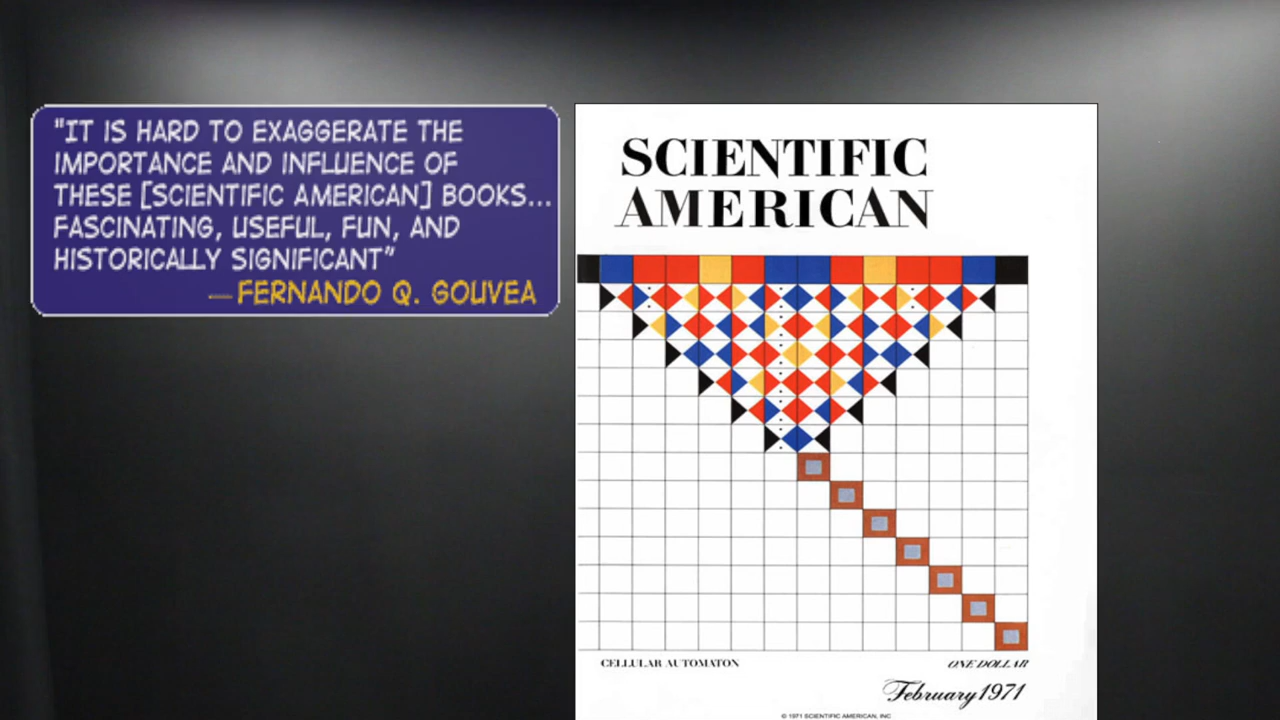 "IT IS HARD TO EXAGGERATE THE
IMPORTANCE AND INFLUENCE OF
THESE [SCIENTIFIC AMERICAN] BOOKS...
FASCINATING, USEFUL, FUN, AND
HISTORICALLY SIGNIFICANT"
—FERNANDO Q. GOUVEA
SCIENTIFIC
AMERICAN
CELLULAR AUTOMATON
ONE DOLLAR
February 1971
© 1971 SCIENTIFIC AMERICAN, INC